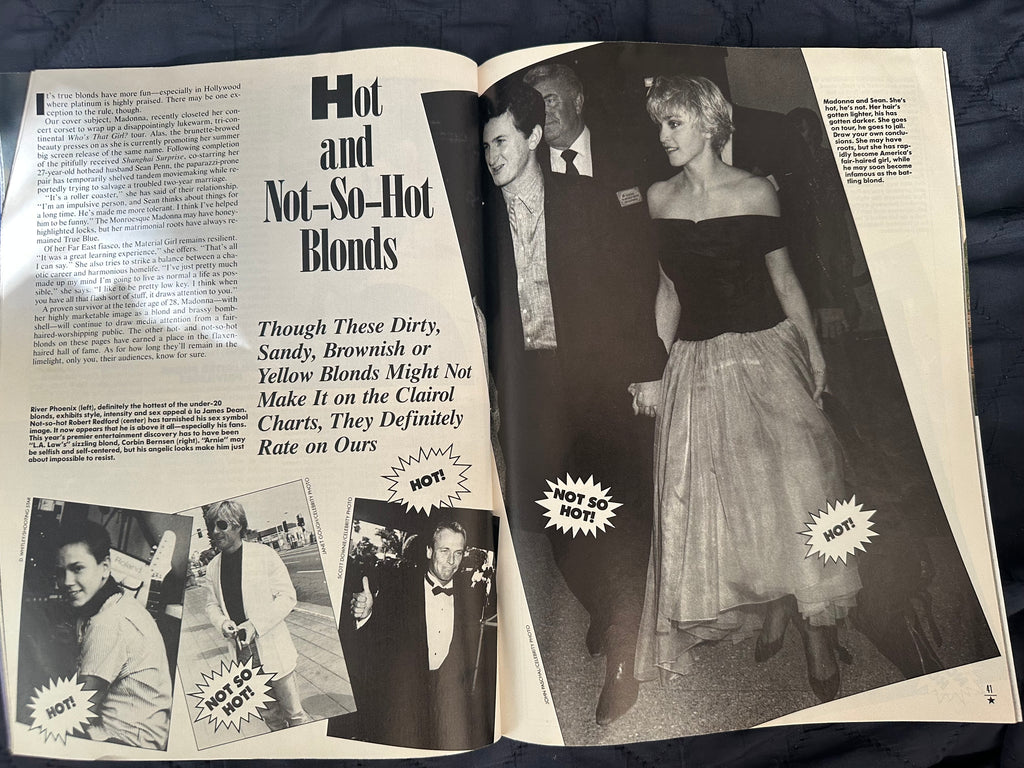 It's true blonds have more fun—especially in Hollywood
where platinum is highly praised. There may be one ex-
ception to the rule, though.
Our cover subject, Madonna, recently closeted her con-
cert corset to wrap up a disappointingly lukewarm, tri-con-
tinental Who's That Girl? tour. Alas, the brunette-browed
beauty presses on as she is currently promoting her summer
big screen release of the same name. Following completion
of the pitifully received Shanghai Surprise, co-starring her
27-year-old hothead husband Sean Penn, the paparazzi-prone
pair has temporarily shelved tandem moviemaking while re-
portedly trying to salvage a troubled two-year marriage.
"It's a roller coaster," she has said of their relationship.
"I'm an impulsive person, and Sean thinks about things for
a long time. He's made me more tolerant. I think I've helped
him to be funny." The Monroesque Madonna may have honey-
highlighted locks, but her matrimonial roots have always re-
mained True Blue.
Of her Far East fiasco, the Material Girl remains resilient.
"It was a great learning experience," she offers. "That's all
I can say." She also tries to strike a balance between a cha-
otic career and harmonious homelife. "I've just pretty much
made up my mind I'm going to live as normal a life as pos-
sible," she says. "I like to be pretty low key. I think when
you have all that flash sort of stuff, it draws attention to you."
A proven survivor at the tender age of 28, Madonna—with
her highly marketable image as a blond and brassy bomb-
shell—will continue to draw media attention from a fair-
haired-worshipping public. The other hot- and not-so-hot
blonds on these pages have earned a place in the flaxen-
haired hall of fame. As for how long they'll remain in the
limelight, only you, their audiences, know for sure.
River Phoenix (left), definitely the hottest of the under-20
blonds, exhibits style, intensity and sex appeal à la James Dean.
Not-so-hot Robert Redford (center) has tarnished his sex symbol
image. It now appears that he is above it all—especially his fans.
This year's premier entertainment discovery has to have been
"L.A. Law's" sizzling blond, Corbin Bernsen (right). "Arnie" may
be selfish and self-centered, but his angelic looks make him just
about impossible to resist.
Hot
and
Not-So-Hot
Blonds
Though These Dirty,
Sandy, Brownish or
Yellow Blonds Might Not
Make It on the Clairol
Charts, They Definitely
Rate on Ours
HOT!
D. WHITLEY/SHOOTING STAR
Roland
HOT!
JANET GOUGH/CELEBRITY PHOTO
NOT SO
HOT!
SCOTT DOWNIE/CELEBRITY PHOTO
Madonna and Sean. She's
hot, he's not. Her hair's
gotten lighter, his has
gotten darker. She goes
on tour, he goes to jail.
Draw your own conclu-
sions. She may have
roots, but she has rap-
idly become America's
fair-haired girl, while
he may soon become
infamous as the bat-
tling blond.
NOT SO
HOT!
HOT!
JOHN PASCHAL/CELEBRITY PHOTO
41